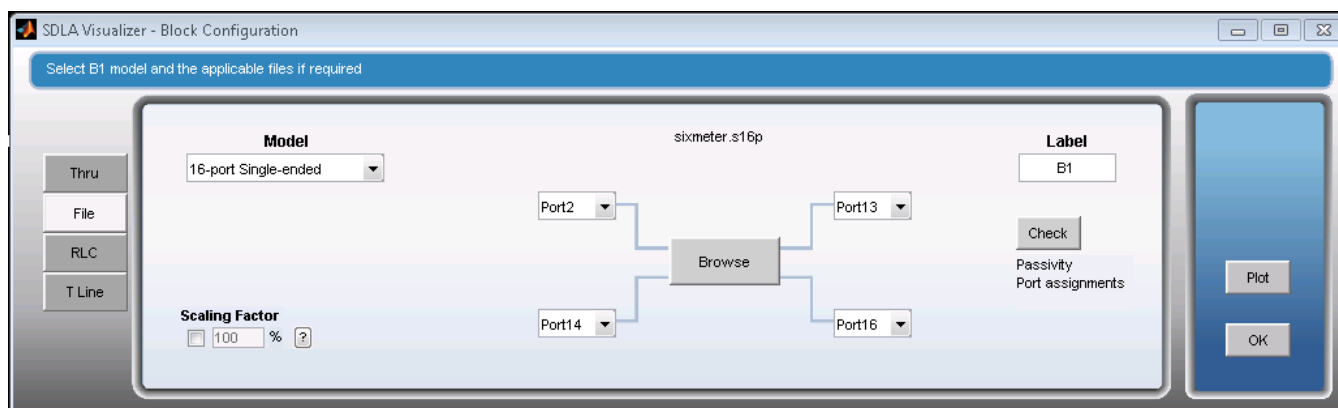 SDLA Visualizer - Block Configuration
Select B1 model and the applicable files if required
Thru
File
RLC
T Line
Model
16-port Single-ended
Scaling Factor
100 % ?
sixmeter.s16p
Port2
Port13
Browse
Port14
Port16
Label
B1
Check
Passivity
Port assignments
Plot
OK